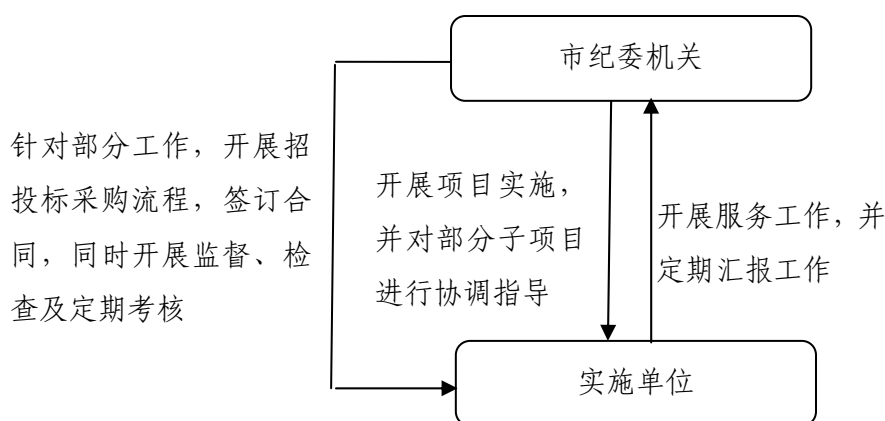 市纪委机关
针对部分工作，开展招
投标采购流程，签订合
同，同时开展监督、检
查及定期考核
开展项目实施，
并对部分子项目
进行协调指导
开展服务工作，并
定期汇报工作
实施单位